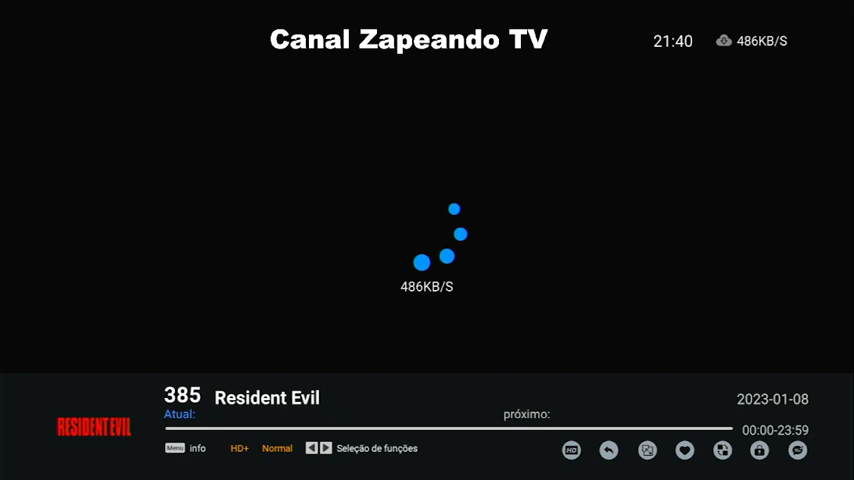 Canal Zapeando TV
21:40 486KB/S
486KB/S
385 Resident Evil
2023-01-08
Atual: próximo:
RESIDENT EVIL
00:00-23:59
Menu info HD+ Normal Seleção de funções
HD